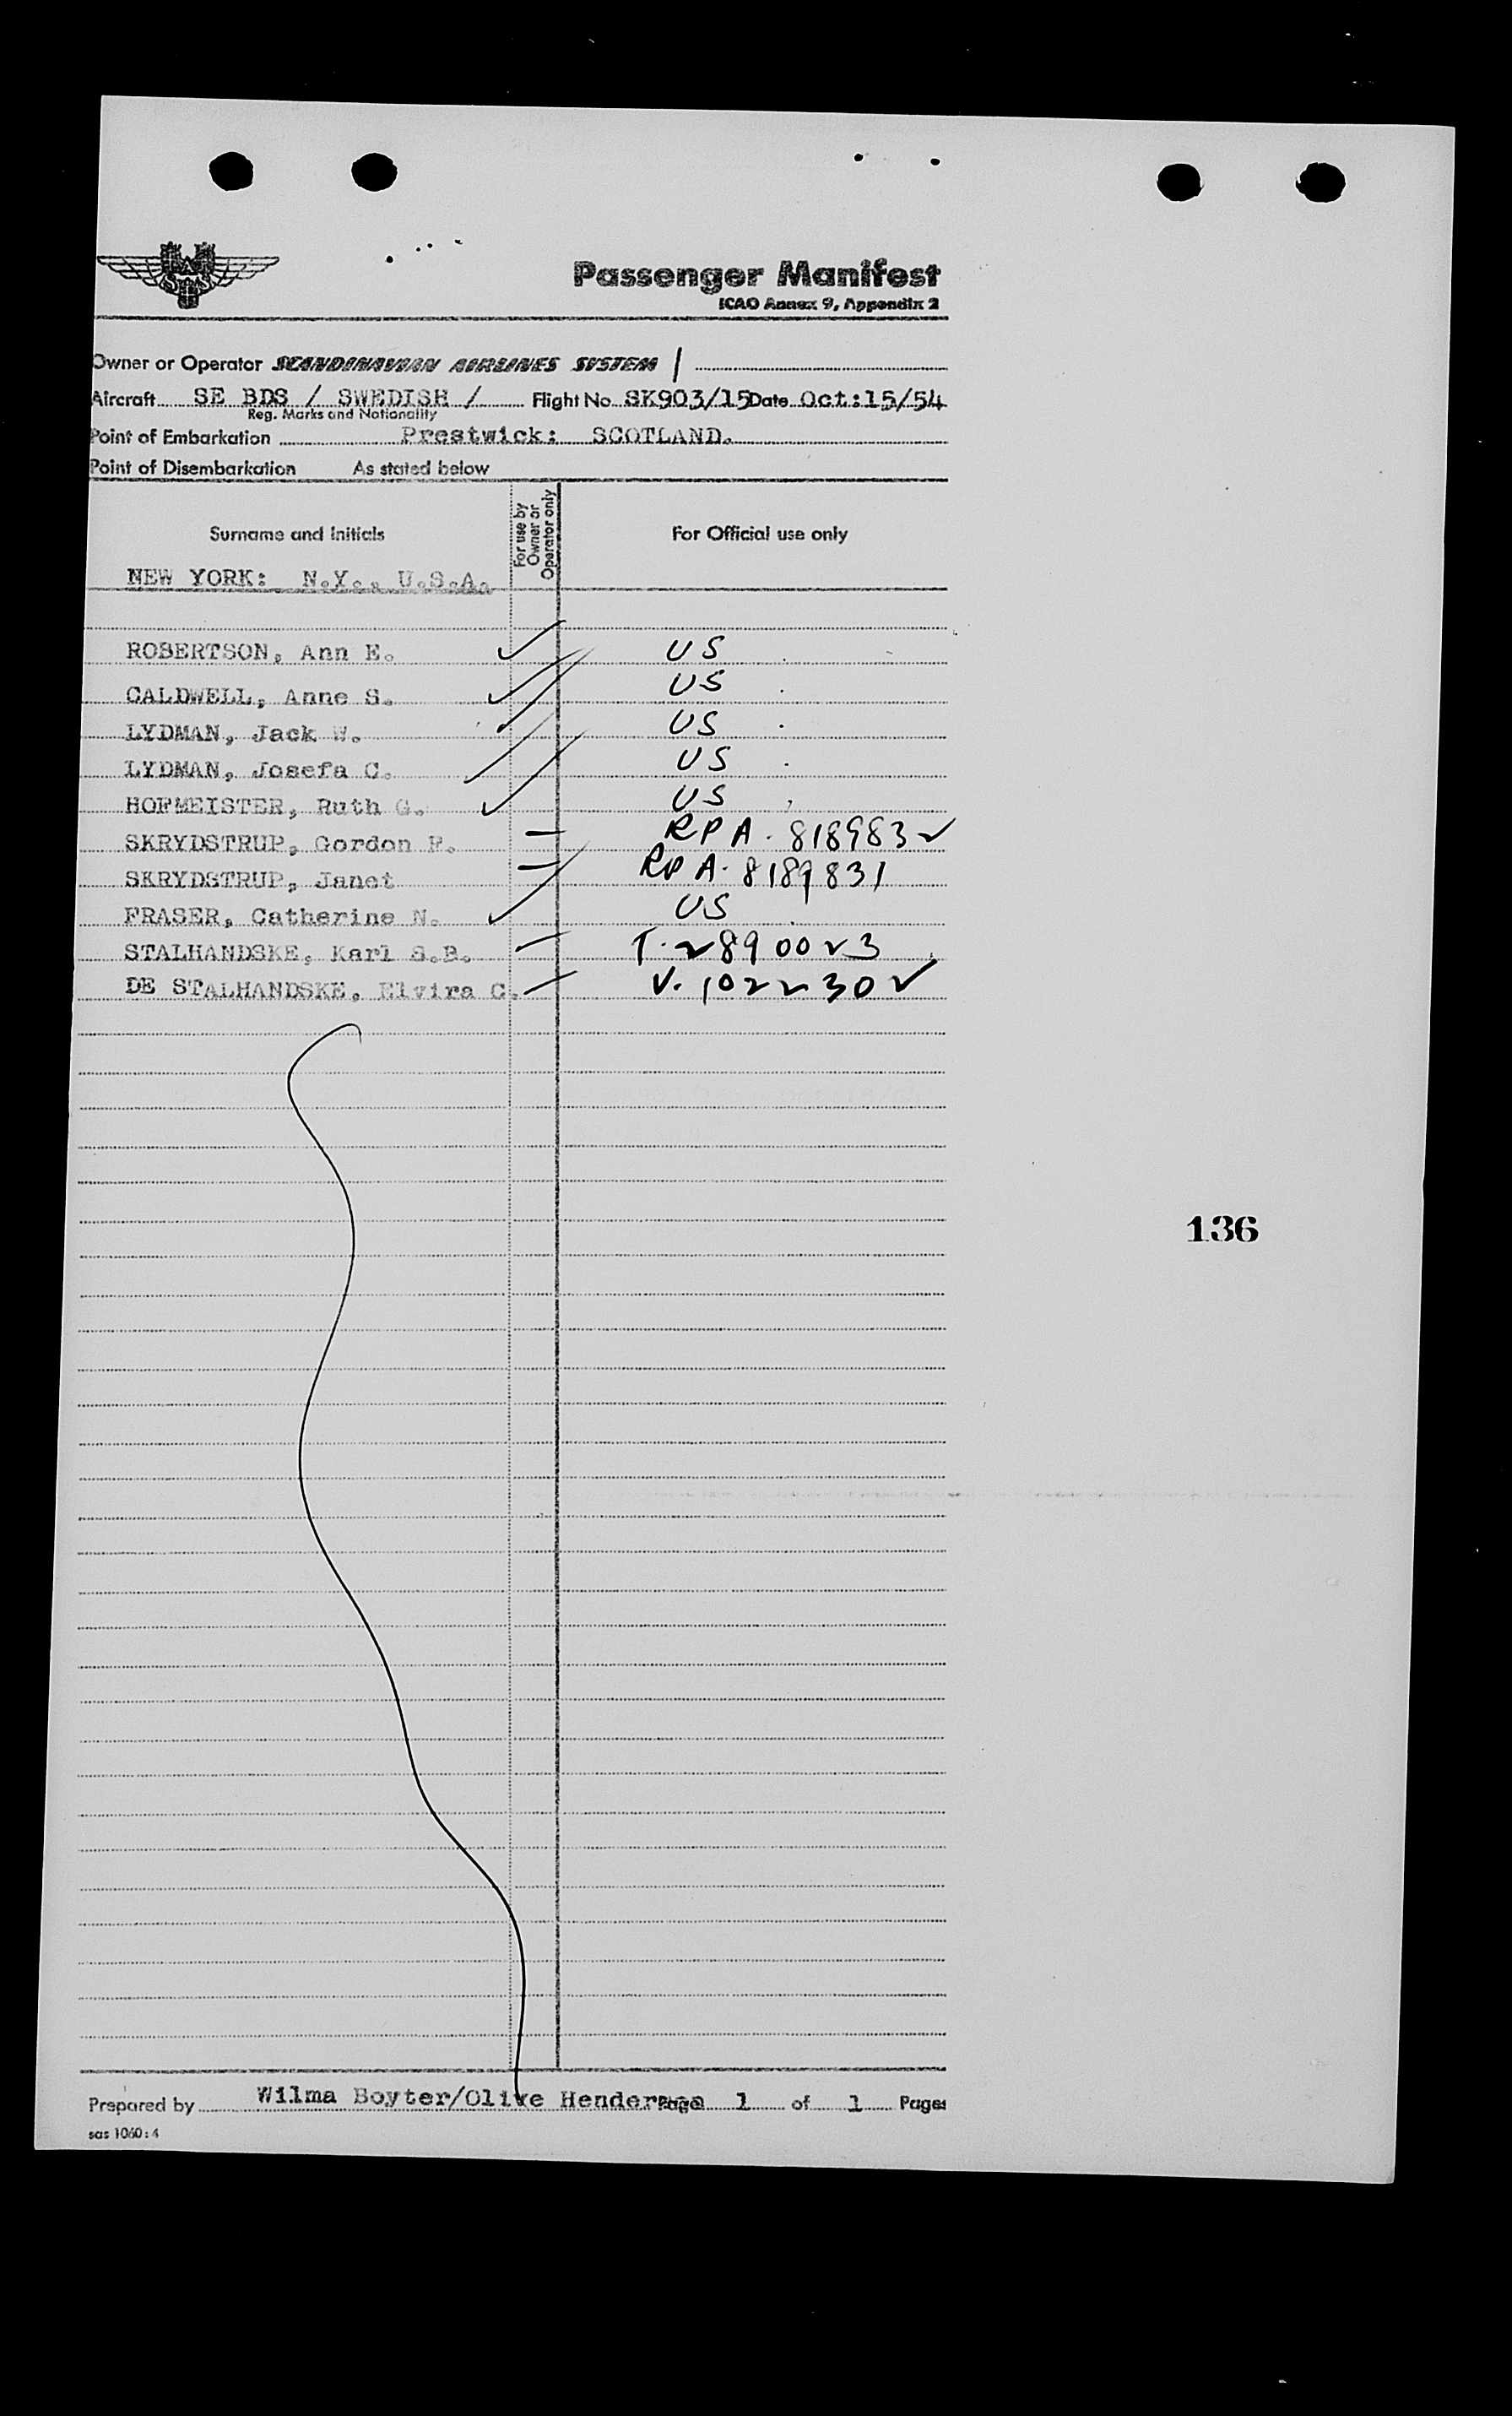 SAS
Passenger Manifest
ICAO Annex 9, Appendix 2
Owner or Operator SCANDINAVIAN AIRLINES SYSTEM /
Aircraft SE BDS / SWEDISH / Flight No SK903/15 Date Oct:15/54
Reg. Marks and Nationality
Point of Embarkation Prestwick: SCOTLAND.
Point of Disembarkation As stated below
Surname and Initials For use by Owner or Operator only For Official use only
NEW YORK: N.Y., U.S.A.
ROBERTSON, Ann E. ✓ US
CALDWELL, Anne S. ✓ US
LYDMAN, Jack W. ✓ US
LYDMAN, Josefa C. US
HOFMEISTER, Ruth G. ✓ US
SKRYDSTRUP, Gordon — RP A. 818983 ✓
SKRYDSTRUP, Janet — RP A. 8189831
FRASER, Catherine N. ✓ US
STALHANDSKE, Karl S.B. — T. 2890023
DE STALHANDSKE, Elvira C. — V. 1022230 ✓
136
Prepared by Wilma Boyter/Olive Henderson Page 1 of 1 Pages
sas 1060:4